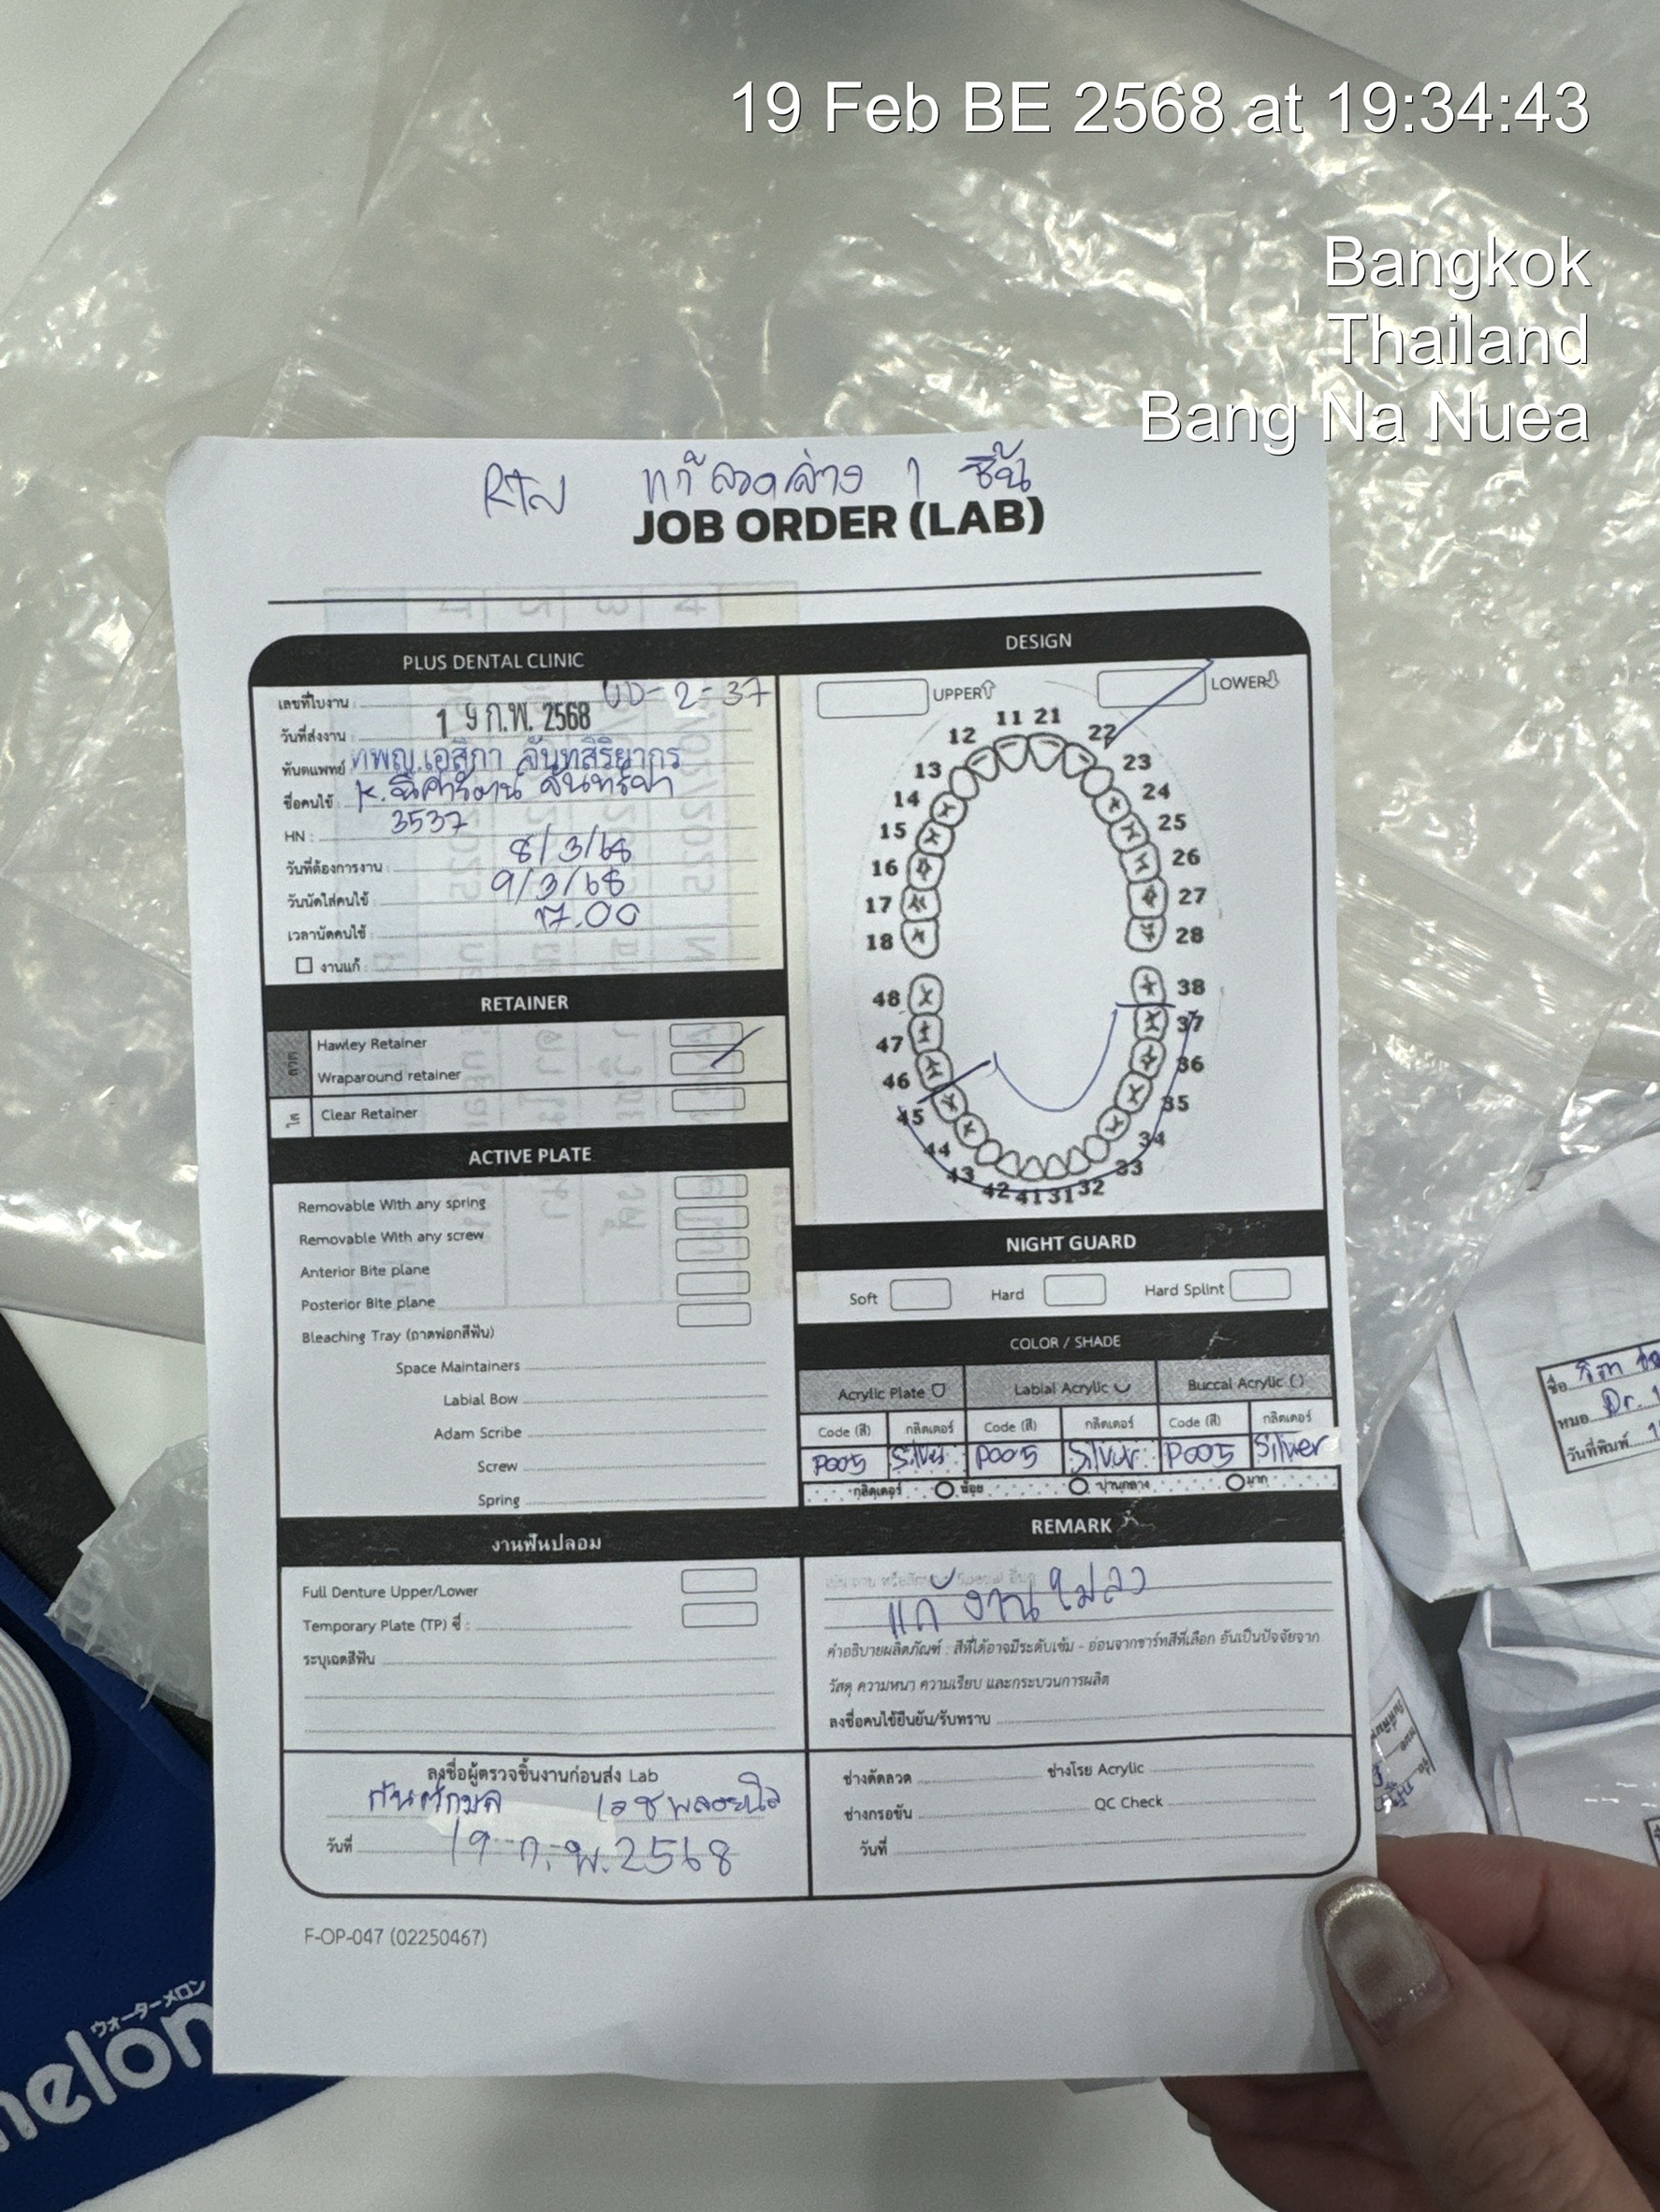 19 Feb BE 2568 at 19:34:43
Bangkok
Thailand
Bang Na Nuea
RTN แก้ลวดล่าง 1 ชิ้น
JOB ORDER (LAB)
PLUS DENTAL CLINIC
เลขที่ใบงาน : UD-2-37
วันที่ส่งงาน : 19 ก.พ. 2568
ทันตแพทย์ ทพญ.เอสิกา จันทสิริยากร
ชื่อคนไข้ : K.
HN : 3537
วันที่ต้องการงาน : 8/3/68
วันนัดใส่คนไข้ : 9/3/68
เวลานัดคนไข้ : 17.00
งานแก้ :
RETAINER
ลวด
Hawley Retainer
Wraparound retainer
ใส
Clear Retainer
ACTIVE PLATE
Removable With any spring
Removable With any screw
Anterior Bite plane
Posterior Bite plane
Bleaching Tray (ถาดฟอกสีฟัน)
Space Maintainers
Labial Bow
Adam Scribe
Screw
Spring
งานฟันปลอม
Full Denture Upper/Lower
Temporary Plate (TP) ซี่ :
ระบุเฉดสีฟัน
ลงชื่อผู้ตรวจชิ้นงานก่อนส่ง Lab
กันต์กมล
วันที่ 19 ก.พ. 2568
F-OP-047 (02250467)
DESIGN
UPPER LOWER
11 21
12 22
13 23
14 24
15 25
16 26
17 27
18 28
48 38
47 37
46 36
45 35
44 34
43 33
42 41 31 32
NIGHT GUARD
Soft Hard Hard Splint
COLOR / SHADE
Acrylic Plate Labial Acrylic Buccal Acrylic ( )
Code (สี) กลิตเตอร์ Code (สี) กลิตเตอร์ Code (สี) กลิตเตอร์
P005 Silver P005 Silver P005 Silver
กลิตเตอร์ น้อย ปานกลาง มาก
REMARK
แก้ งานไม่ลง
คำอธิบายผลิตภัณฑ์ : สีที่ได้อาจมีระดับเข้ม - อ่อนจากชาร์ทสีที่เลือก อันเป็นปัจจัยจาก
วัสดุ ความหนา ความเรียบ และกระบวนการผลิต
ลงชื่อคนไข้ยืนยัน/รับทราบ
ช่างดัดลวด ช่างโรย Acrylic
ช่างกรอขัน QC Check
วันที่
ชื่อ
หมอ Dr.
วันที่พิมพ์
ウォーターメロン
elon